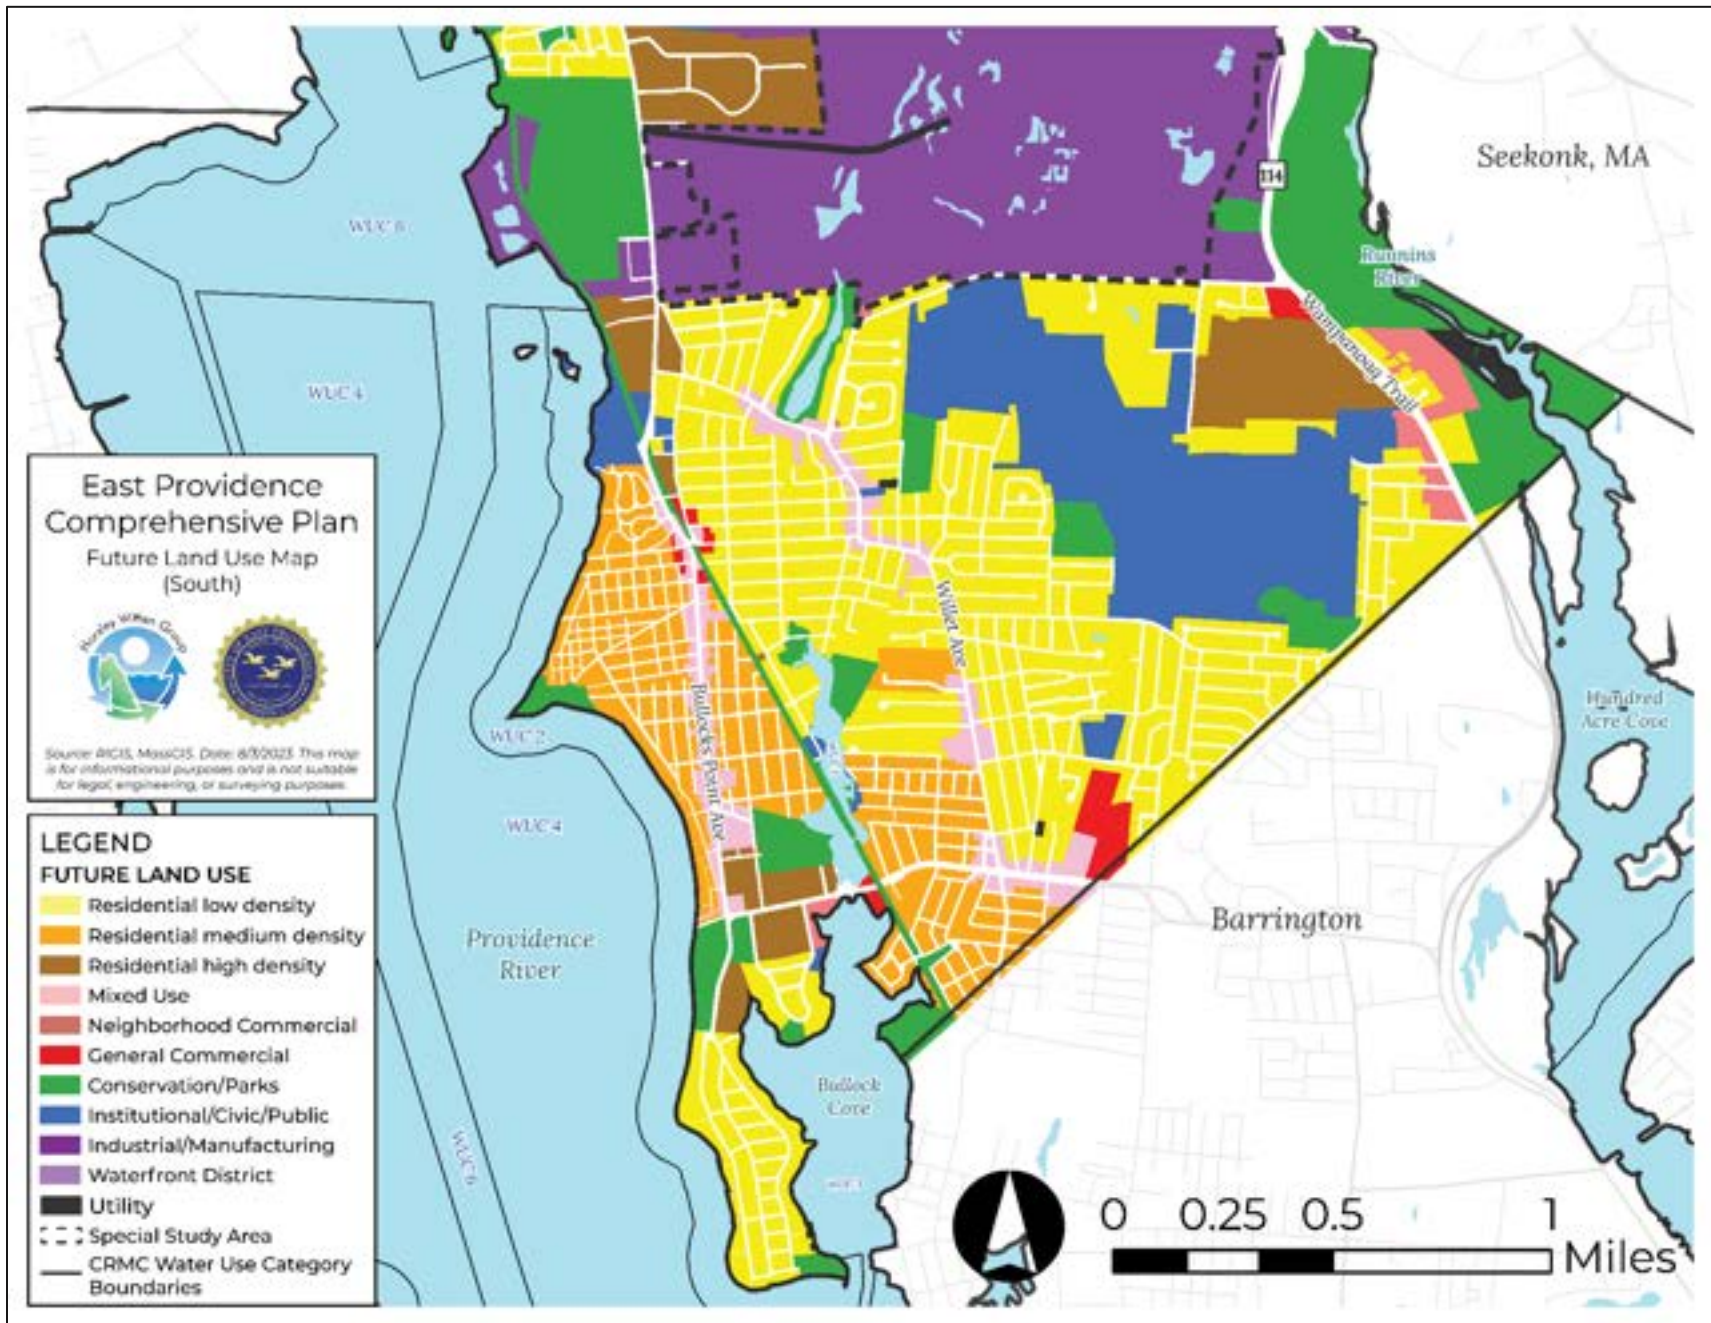 Seekonk, MA
114
WUC 6
Runnins
River
Wampanoag Trail
WUC 4
East Providence
Comprehensive Plan
Future Land Use Map
(South)
Horsley Witten Group
Source: RIGIS, MassGIS. Date: 8/3/2023. This map
is for informational purposes and is not suitable
for legal, engineering, or surveying purposes.
Willet Ave
Bullocks Point Ave
WUC 2
Hundred
Acre Cove
WUC 4
LEGEND
FUTURE LAND USE
Residential low density
Residential medium density
Residential high density
Mixed Use
Neighborhood Commercial
General Commercial
Conservation/Parks
Institutional/Civic/Public
Industrial/Manufacturing
Waterfront District
Utility
Special Study Area
CRMC Water Use Category
Boundaries
Providence
River
Barrington
Bullock
Cove
WUC 6
0 0.25 0.5 1
Miles